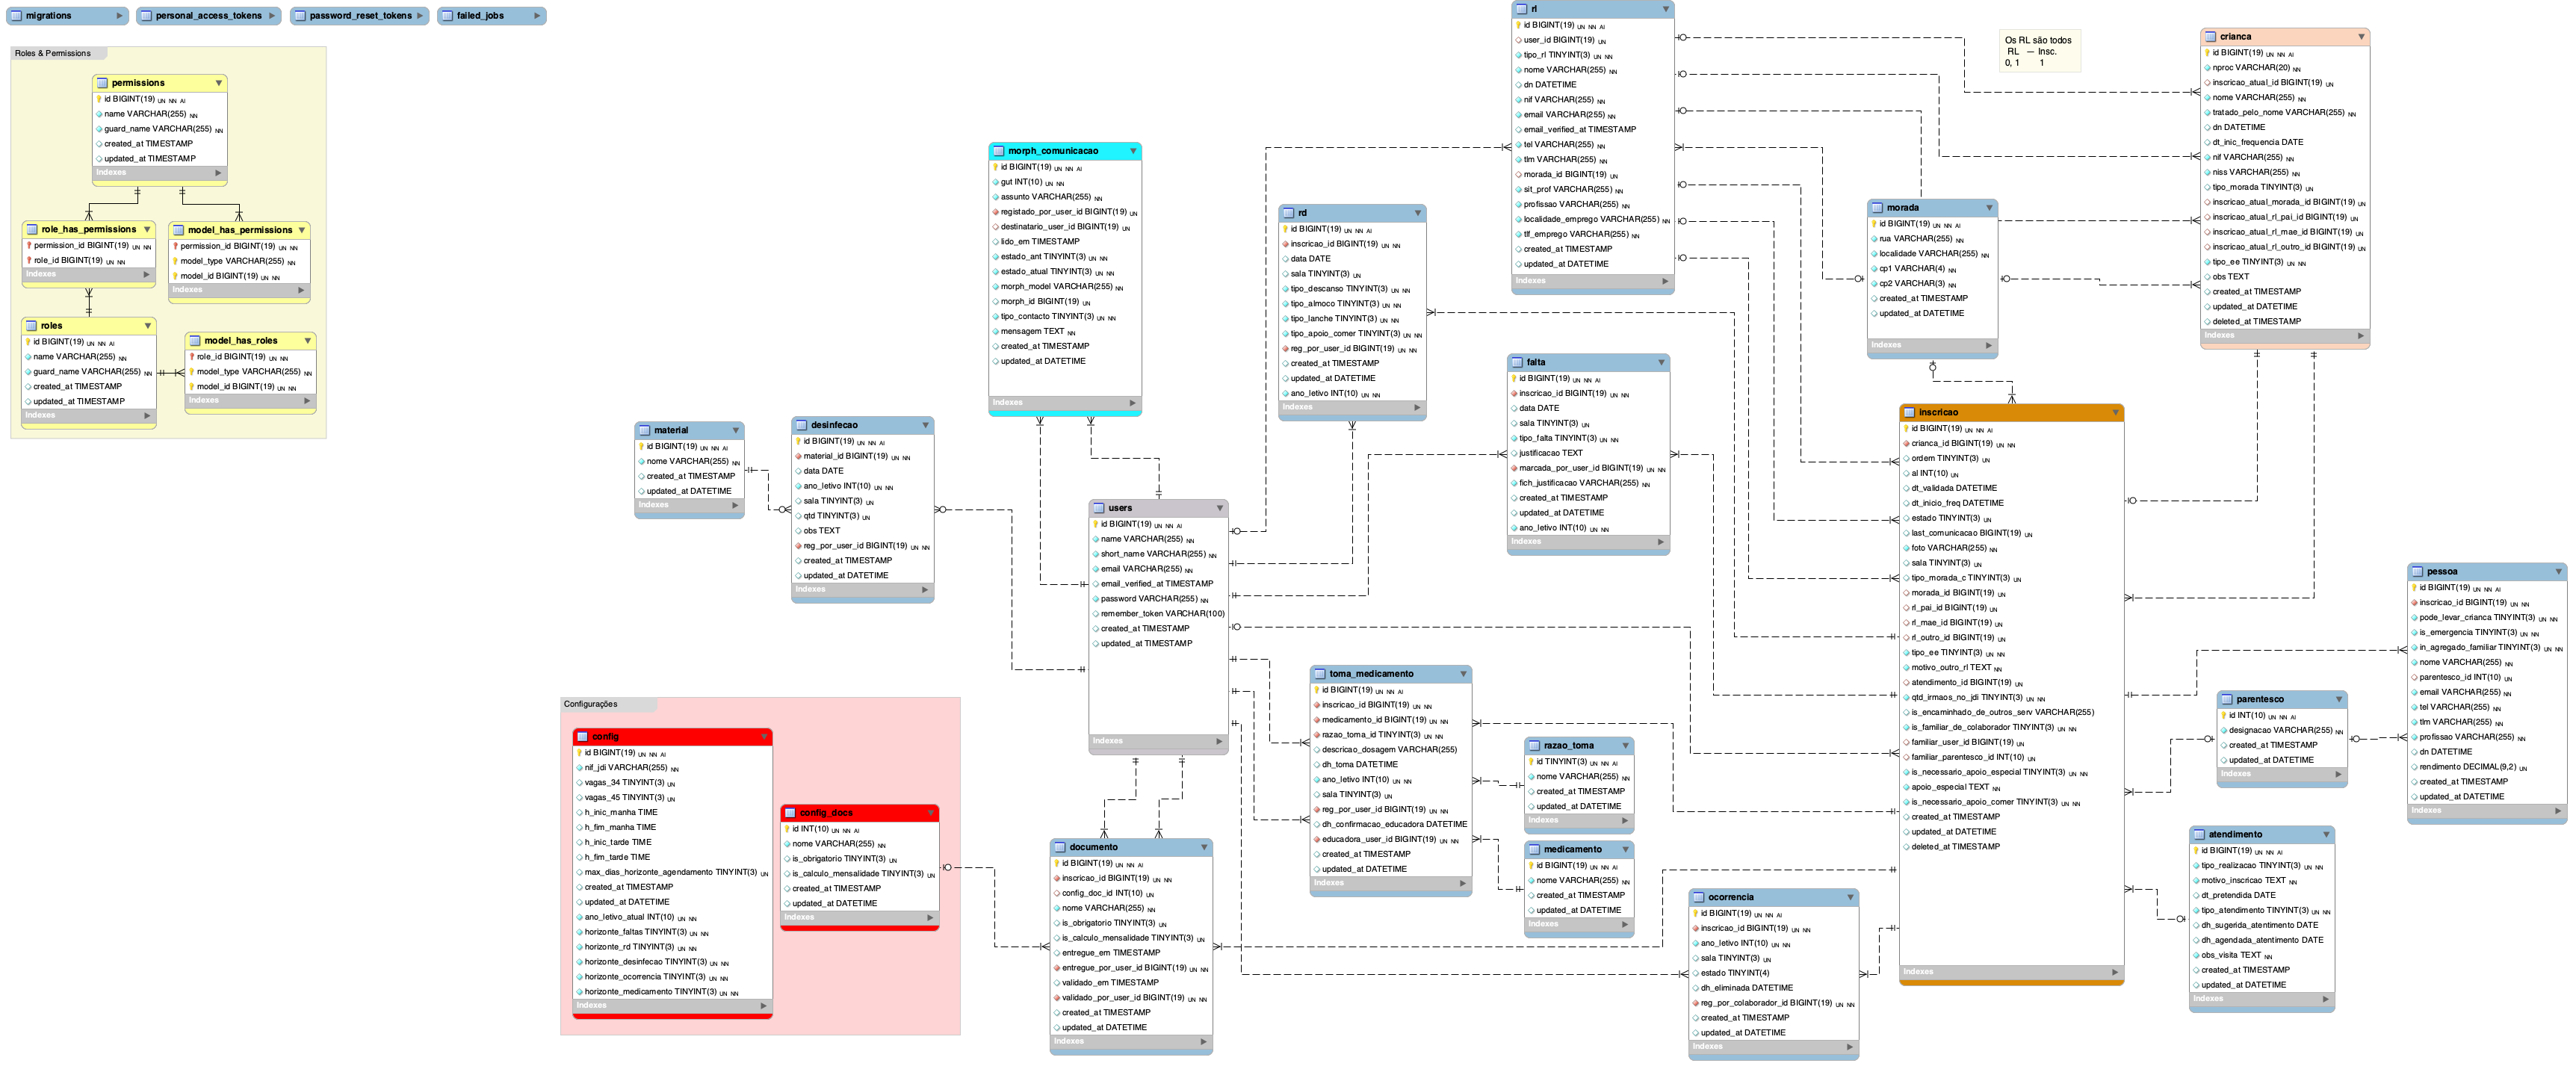 migrations
personal_access_tokens
password_reset_tokens
failed_jobs
Roles & Permissions
permissions
id BIGINT(19) UN NN AI
name VARCHAR(255) NN
guard_name VARCHAR(255) NN
created_at TIMESTAMP
updated_at TIMESTAMP
Indexes
role_has_permissions
permission_id BIGINT(19) UN NN
role_id BIGINT(19) UN NN
Indexes
model_has_permissions
permission_id BIGINT(19) UN NN
model_type VARCHAR(255) NN
model_id BIGINT(19) UN NN
Indexes
roles
id BIGINT(19) UN NN AI
name VARCHAR(255) NN
guard_name VARCHAR(255) NN
created_at TIMESTAMP
updated_at TIMESTAMP
Indexes
model_has_roles
role_id BIGINT(19) UN NN
model_type VARCHAR(255) NN
model_id BIGINT(19) UN NN
Indexes
material
id BIGINT(19) UN NN AI
nome VARCHAR(255) NN
created_at TIMESTAMP
updated_at DATETIME
Indexes
desinfecao
id BIGINT(19) UN NN AI
material_id BIGINT(19) UN NN
data DATE
ano_letivo INT(10) UN NN
sala TINYINT(3) UN
qtd TINYINT(3) UN
obs TEXT
reg_por_user_id BIGINT(19) UN NN
created_at TIMESTAMP
updated_at DATETIME
Indexes
morph_comunicacao
id BIGINT(19) UN NN AI
gut INT(10) UN NN
assunto VARCHAR(255) NN
registado_por_user_id BIGINT(19) UN
destinatario_user_id BIGINT(19) UN
lido_em TIMESTAMP
estado_ant TINYINT(3) UN NN
estado_atual TINYINT(3) UN NN
morph_model VARCHAR(255) NN
morph_id BIGINT(19) UN
tipo_contacto TINYINT(3) UN NN
mensagem TEXT NN
created_at TIMESTAMP
updated_at DATETIME
Indexes
users
id BIGINT(19) UN NN AI
name VARCHAR(255) NN
short_name VARCHAR(255) NN
email VARCHAR(255) NN
email_verified_at TIMESTAMP
password VARCHAR(255) NN
remember_token VARCHAR(100)
created_at TIMESTAMP
updated_at TIMESTAMP
Indexes
rd
id BIGINT(19) UN NN AI
inscricao_id BIGINT(19) UN NN
data DATE
sala TINYINT(3) UN
tipo_descanso TINYINT(3) UN NN
tipo_almoco TINYINT(3) UN NN
tipo_lanche TINYINT(3) UN NN
tipo_apoio_comer TINYINT(3) UN NN
reg_por_user_id BIGINT(19) UN NN
created_at TIMESTAMP
updated_at DATETIME
ano_letivo INT(10) UN NN
Indexes
rl
id BIGINT(19) UN NN AI
user_id BIGINT(19) UN
tipo_rl TINYINT(3) UN NN
nome VARCHAR(255) NN
dn DATETIME
nif VARCHAR(255) NN
email VARCHAR(255) NN
email_verified_at TIMESTAMP
tel VARCHAR(255) NN
tlm VARCHAR(255) NN
morada_id BIGINT(19) UN
sit_prof VARCHAR(255) NN
profissao VARCHAR(255) NN
localidade_emprego VARCHAR(255) NN
tlf_emprego VARCHAR(255) NN
created_at TIMESTAMP
updated_at DATETIME
Indexes
falta
id BIGINT(19) UN NN AI
inscricao_id BIGINT(19) UN NN
data DATE
sala TINYINT(3) UN
tipo_falta TINYINT(3) UN NN
justificacao TEXT
marcada_por_user_id BIGINT(19) UN NN
fich_justificacao VARCHAR(255) NN
created_at TIMESTAMP
updated_at DATETIME
ano_letivo INT(10) UN NN
Indexes
Os RL são todos
RL — Insc.
0, 1 1
morada
id BIGINT(19) UN NN AI
rua VARCHAR(255) NN
localidade VARCHAR(255) NN
cp1 VARCHAR(4) NN
cp2 VARCHAR(3) NN
created_at TIMESTAMP
updated_at DATETIME
Indexes
crianca
id BIGINT(19) UN NN AI
nproc VARCHAR(20) NN
inscricao_atual_id BIGINT(19) UN
nome VARCHAR(255) NN
tratado_pelo_nome VARCHAR(255) NN
dn DATETIME
dt_inic_frequencia DATE
nif VARCHAR(255) NN
niss VARCHAR(255) NN
tipo_morada TINYINT(3) UN
inscricao_atual_morada_id BIGINT(19) UN
inscricao_atual_rl_pai_id BIGINT(19) UN
inscricao_atual_rl_mae_id BIGINT(19) UN
inscricao_atual_rl_outro_id BIGINT(19) UN
tipo_ee TINYINT(3) UN NN
obs TEXT
created_at TIMESTAMP
updated_at DATETIME
deleted_at TIMESTAMP
Indexes
inscricao
id BIGINT(19) UN NN AI
crianca_id BIGINT(19) UN NN
ordem TINYINT(3) UN
al INT(10) UN
dt_validada DATETIME
dt_inicio_freq DATETIME
estado TINYINT(3) UN
last_comunicacao BIGINT(19) UN
foto VARCHAR(255) NN
sala TINYINT(3) UN
tipo_morada_c TINYINT(3) UN
morada_id BIGINT(19) UN
rl_pai_id BIGINT(19) UN
rl_mae_id BIGINT(19) UN
rl_outro_id BIGINT(19) UN
tipo_ee TINYINT(3) UN NN
motivo_outro_rl TEXT NN
atendimento_id BIGINT(19) UN
qtd_irmaos_no_jdi TINYINT(3) UN NN
is_encaminhado_de_outros_serv VARCHAR(255)
is_familiar_de_colaborador TINYINT(3) UN NN
familiar_user_id BIGINT(19) UN
familiar_parentesco_id INT(10) UN
is_necessario_apoio_especial TINYINT(3) UN NN
apoio_especial TEXT NN
is_necessario_apoio_comer TINYINT(3) UN NN
created_at TIMESTAMP
updated_at DATETIME
deleted_at TIMESTAMP
Indexes
pessoa
id BIGINT(19) UN NN AI
inscricao_id BIGINT(19) UN NN
pode_levar_crianca TINYINT(3) UN NN
is_emergencia TINYINT(3) UN NN
in_agregado_familiar TINYINT(3) UN NN
nome VARCHAR(255) NN
parentesco_id INT(10) UN
email VARCHAR(255) NN
tel VARCHAR(255) NN
tlm VARCHAR(255) NN
profissao VARCHAR(255) NN
dn DATETIME
rendimento DECIMAL(9,2) UN
created_at TIMESTAMP
updated_at DATETIME
Indexes
parentesco
id INT(10) UN NN AI
designacao VARCHAR(255) NN
created_at TIMESTAMP
updated_at DATETIME
Indexes
atendimento
id BIGINT(19) UN NN AI
tipo_realizacao TINYINT(3) UN NN
motivo_inscricao TEXT NN
dt_pretendida DATE
tipo_atendimento TINYINT(3) UN NN
dh_sugerida_atentimento DATE
dh_agendada_atentimento DATE
obs_visita TEXT NN
created_at TIMESTAMP
updated_at DATETIME
Indexes
toma_medicamento
id BIGINT(19) UN NN AI
inscricao_id BIGINT(19) UN NN
medicamento_id BIGINT(19) UN NN
razao_toma_id TINYINT(3) UN NN
descricao_dosagem VARCHAR(255)
dh_toma DATETIME
ano_letivo INT(10) UN NN
sala TINYINT(3) UN
reg_por_user_id BIGINT(19) UN NN
dh_confirmacao_educadora DATETIME
educadora_user_id BIGINT(19) UN NN
created_at TIMESTAMP
updated_at DATETIME
Indexes
razao_toma
id TINYINT(3) UN NN AI
nome VARCHAR(255) NN
created_at TIMESTAMP
updated_at DATETIME
Indexes
medicamento
id BIGINT(19) UN NN AI
nome VARCHAR(255) NN
created_at TIMESTAMP
updated_at DATETIME
Indexes
ocorrencia
id BIGINT(19) UN NN AI
inscricao_id BIGINT(19) UN NN
ano_letivo INT(10) UN NN
sala TINYINT(3) UN
estado TINYINT(4)
dh_eliminada DATETIME
reg_por_colaborador_id BIGINT(19) UN NN
created_at TIMESTAMP
updated_at DATETIME
Indexes
Configurações
config
id BIGINT(19) UN NN AI
nif_jdi VARCHAR(255) NN
vagas_34 TINYINT(3) UN
vagas_45 TINYINT(3) UN
h_inic_manha TIME
h_fim_manha TIME
h_inic_tarde TIME
h_fim_tarde TIME
max_dias_horizonte_agendamento TINYINT(3) UN
created_at TIMESTAMP
updated_at DATETIME
ano_letivo_atual INT(10) UN NN
horizonte_faltas TINYINT(3) UN NN
horizonte_rd TINYINT(3) UN NN
horizonte_desinfecao TINYINT(3) UN NN
horizonte_ocorrencia TINYINT(3) UN NN
horizonte_medicamento TINYINT(3) UN NN
Indexes
config_docs
id INT(10) UN NN AI
nome VARCHAR(255) NN
is_obrigatorio TINYINT(3) UN
is_calculo_mensalidade TINYINT(3) UN
created_at TIMESTAMP
updated_at DATETIME
Indexes
documento
id BIGINT(19) UN NN AI
inscricao_id BIGINT(19) UN NN
config_doc_id INT(10) UN
nome VARCHAR(255) NN
is_obrigatorio TINYINT(3) UN
is_calculo_mensalidade TINYINT(3) UN
entregue_em TIMESTAMP
entregue_por_user_id BIGINT(19) UN NN
validado_em TIMESTAMP
validado_por_user_id BIGINT(19) UN NN
created_at TIMESTAMP
updated_at DATETIME
Indexes